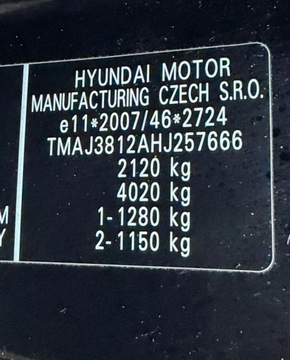 HYUNDAI MOTOR
MANUFACTURING CZECH S.R.O.
e11*2007/46*2724
TMAJ3812AHJ257666
2120 kg
4020 kg
1-1280 kg
2-1150 kg
M
Y